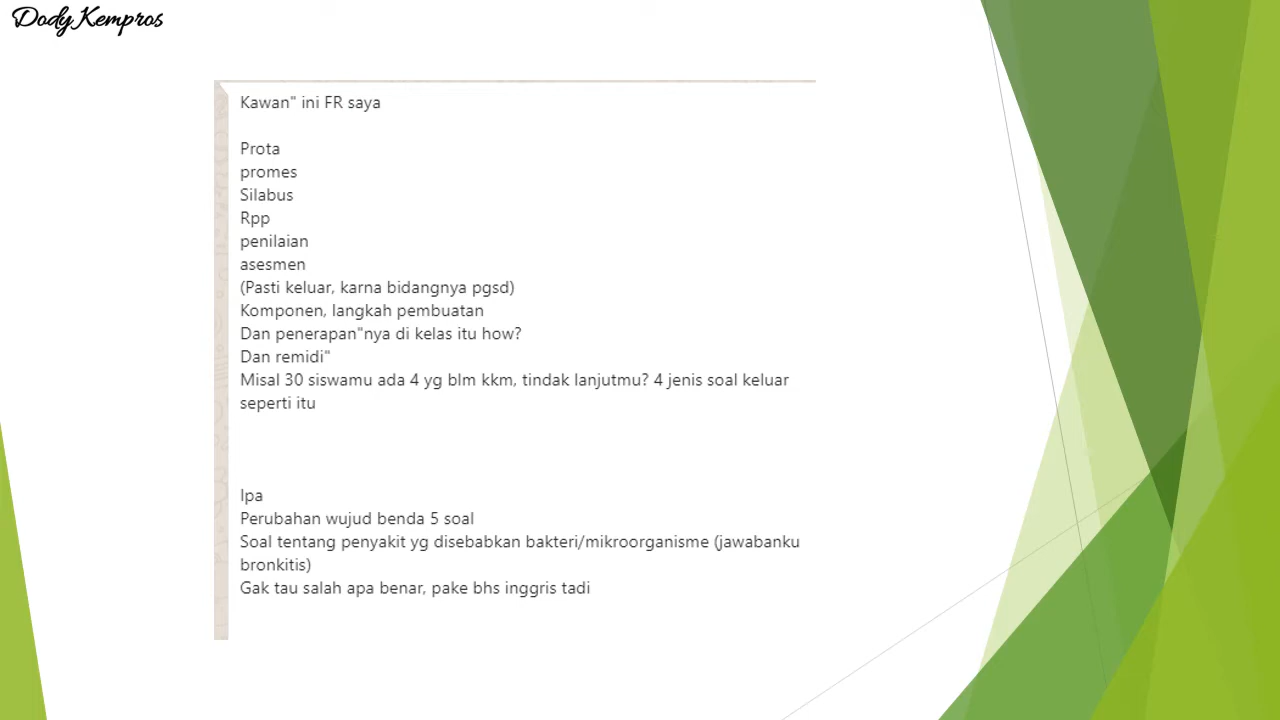 Dody Kempros
Kawan" ini FR saya
Prota
promes
Silabus
Rpp
penilaian
asesmen
(Pasti keluar, karna bidangnya pgsd)
Komponen, langkah pembuatan
Dan penerapan"nya di kelas itu how?
Dan remidi"
Misal 30 siswamu ada 4 yg blm kkm, tindak lanjutmu? 4 jenis soal keluar
seperti itu
Ipa
Perubahan wujud benda 5 soal
Soal tentang penyakit yg disebabkan bakteri/mikroorganisme (jawabanku
bronkitis)
Gak tau salah apa benar, pake bhs inggris tadi